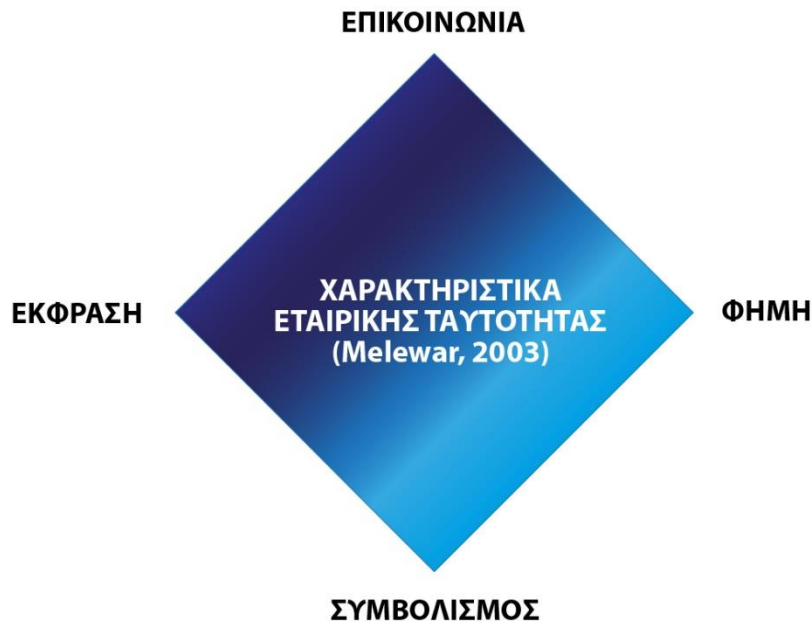 ΕΠΙΚΟΙΝΩΝΙΑ
ΕΚΦΡΑΣΗ
ΧΑΡΑΚΤΗΡΙΣΤΙΚΑ
ΕΤΑΙΡΙΚΗΣ ΤΑΥΤΟΤΗΤΑΣ
(Melewar, 2003)
ΦΗΜΗ
ΣΥΜΒΟΛΙΣΜΟΣ